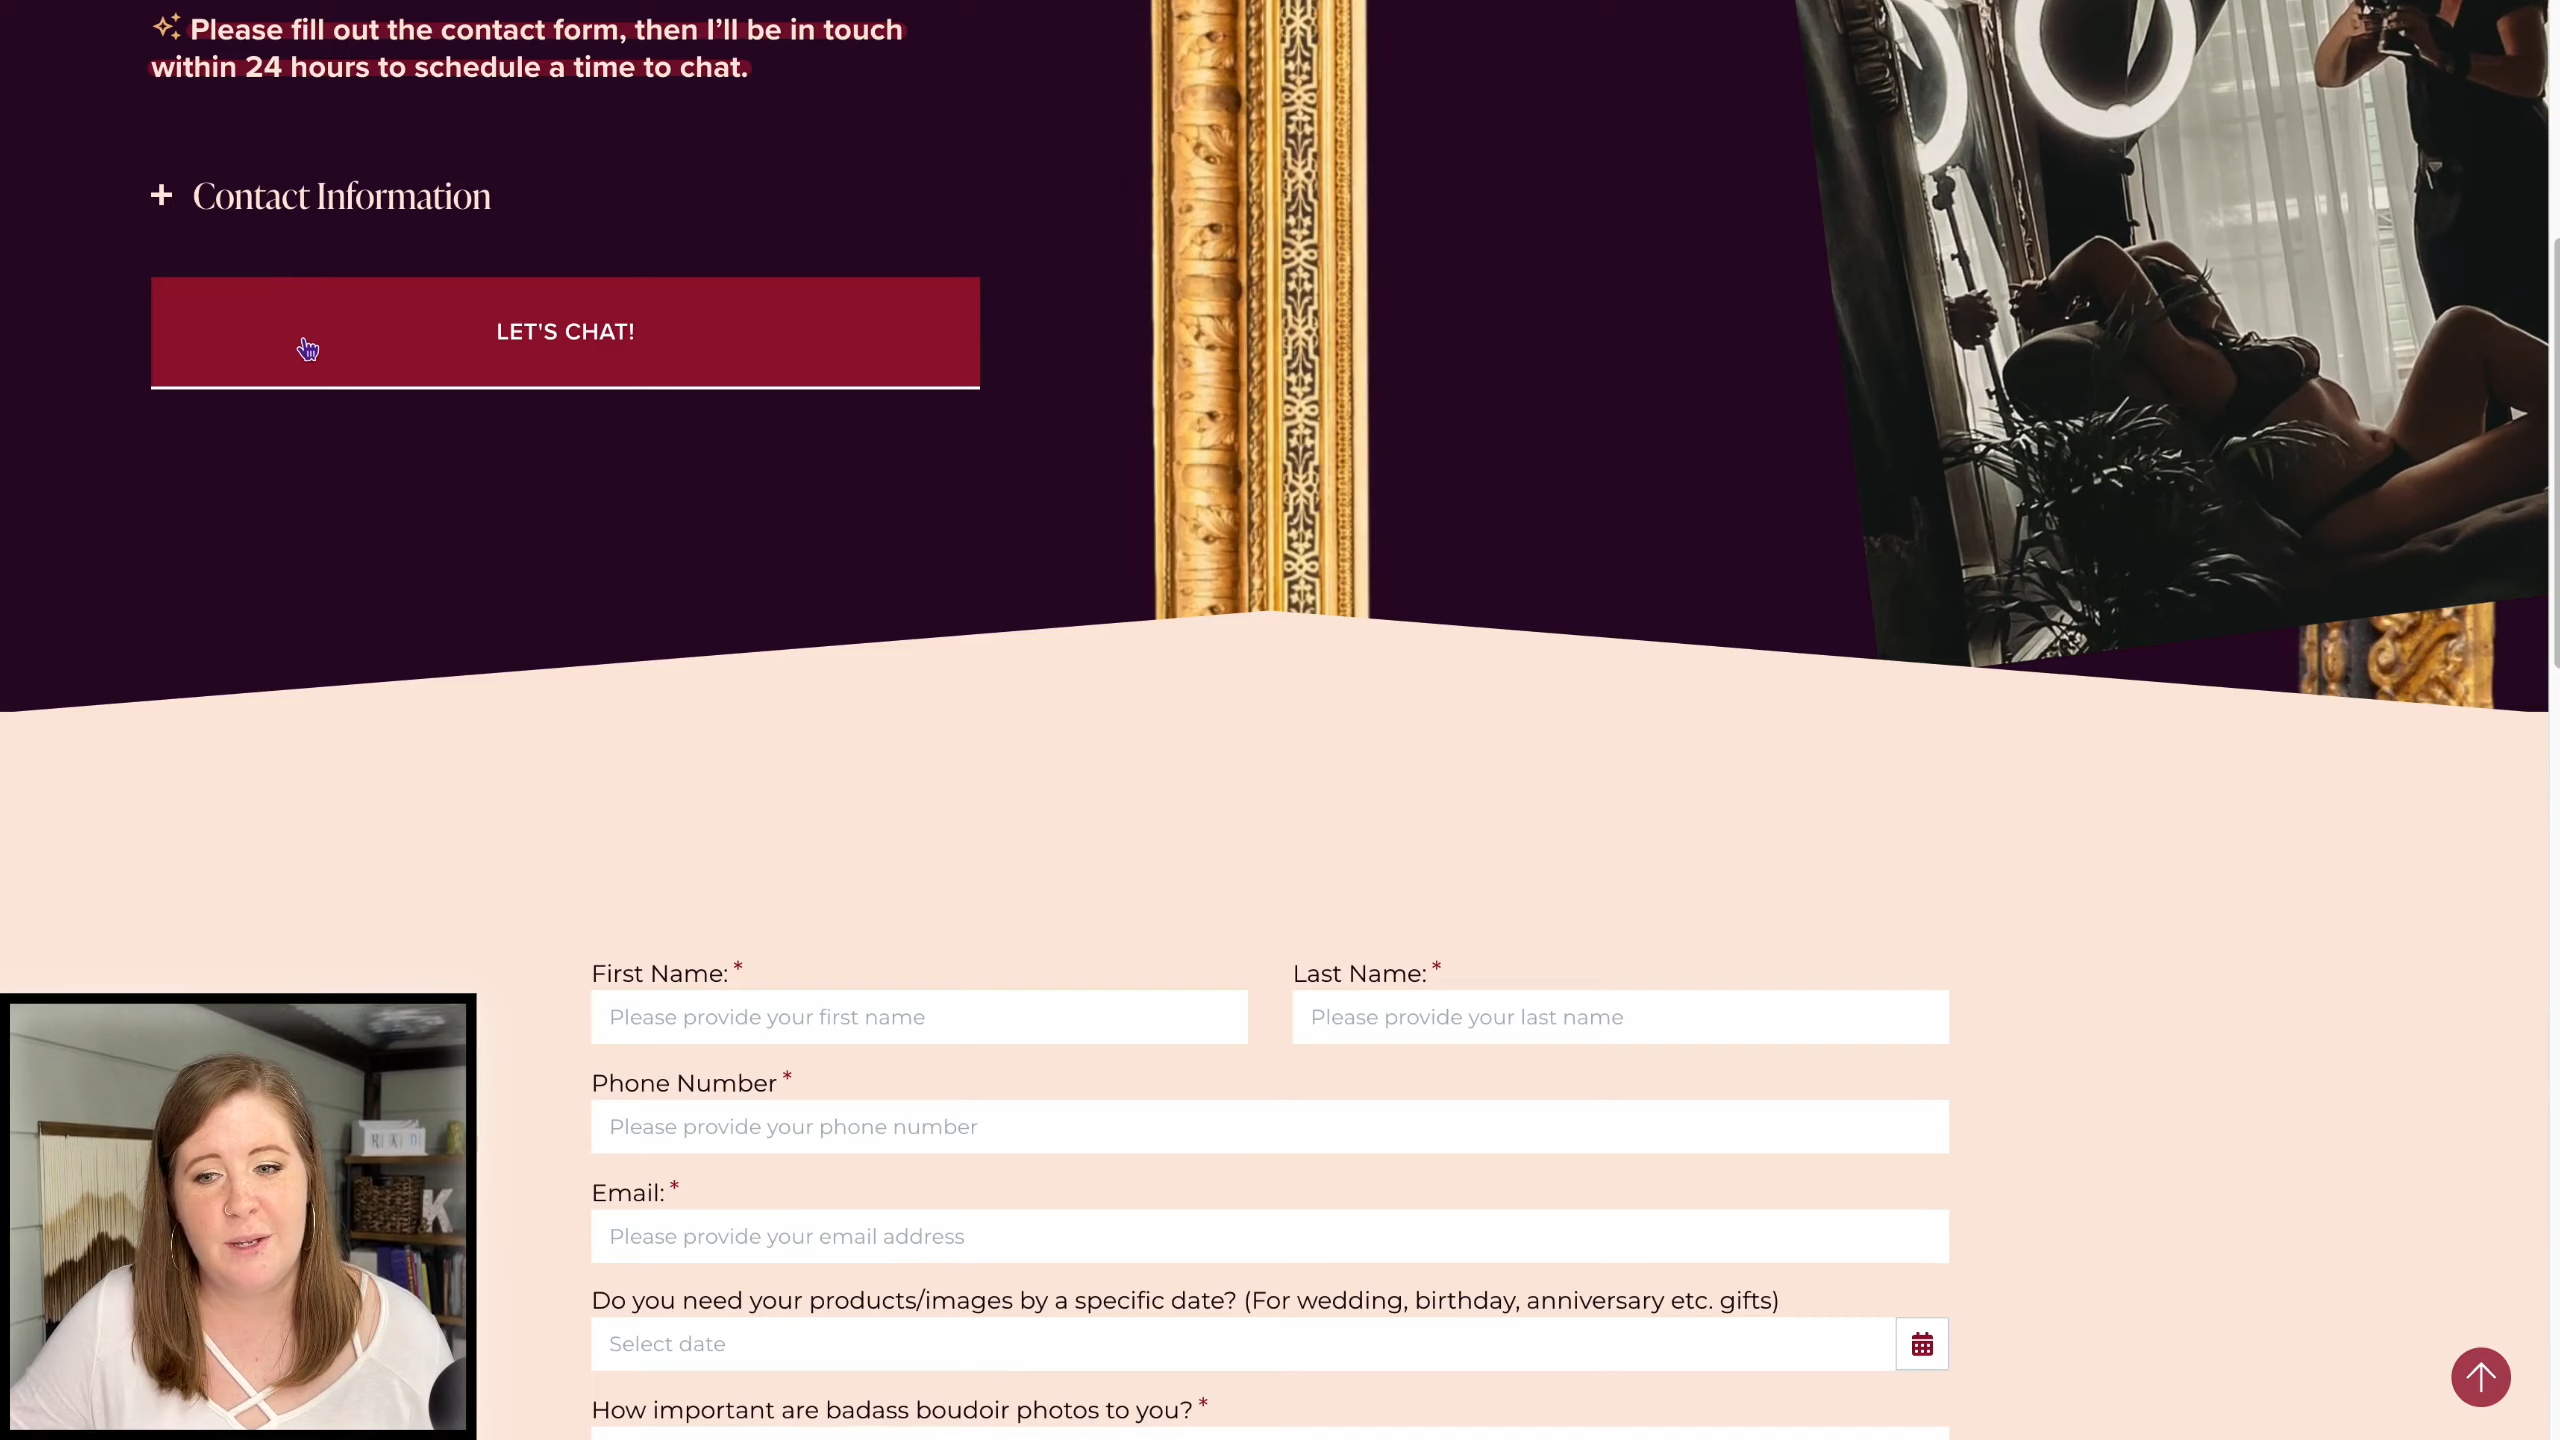 Please fill out the contact form, then I'll be in touch
within 24 hours to schedule a time to chat.
+ Contact Information
LET'S CHAT!
First Name: *
Last Name: *
Please provide your first name
Please provide your last name
Phone Number *
Please provide your phone number
Email: *
Please provide your email address
Do you need your products/images by a specific date? (For wedding, birthday, anniversary etc. gifts)
Select date
How important are badass boudoir photos to you? *
RAD
K